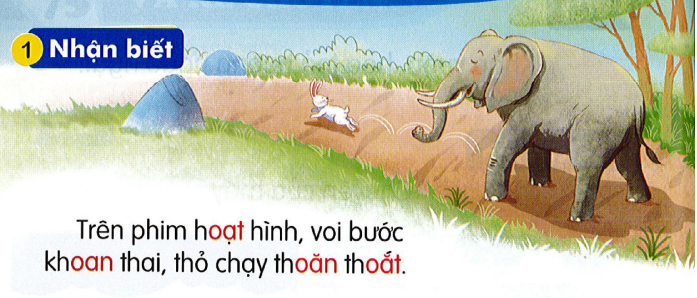 1 Nhận biết
Trên phim hoạt hình, voi bước
khoan thai, thỏ chạy thoăn thoắt.